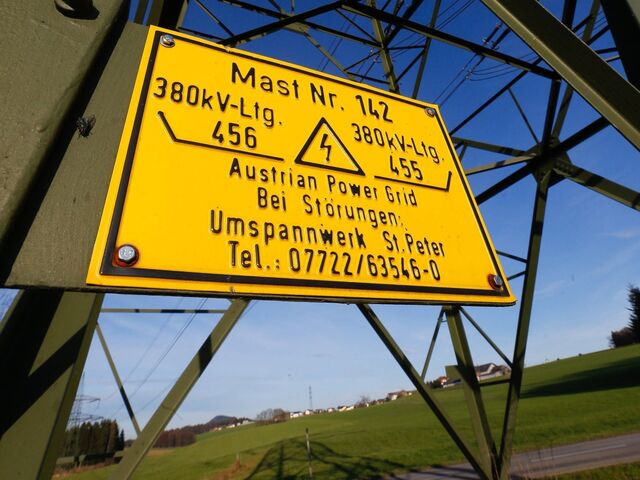 Mast Nr. 142
380kV-Ltg. 380kV-Ltg.
456 455
Austrian Power Grid
Bei Störungen:
Umspannwerk St.Peter
Tel.: 07722/63546-0